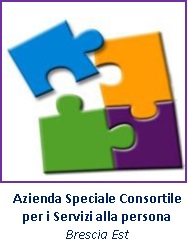 Azienda Speciale Consortile
per i Servizi alla persona
Brescia Est